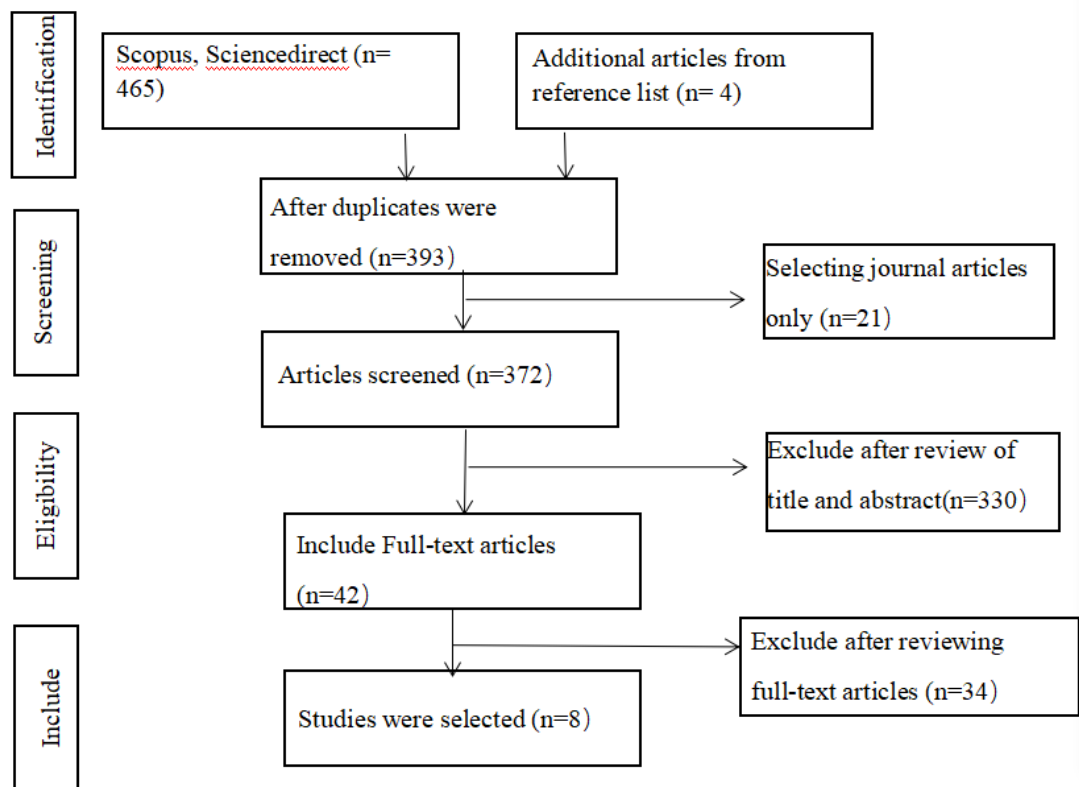 Identification
Scopus, Sciencedirect (n=
465)
Additional articles from
reference list (n= 4)
After duplicates were
removed (n=393)
Screening
Selecting journal articles
only (n=21)
Articles screened (n=372)
Eligibility
Exclude after review of
title and abstract(n=330)
Include Full-text articles
(n=42)
Include
Exclude after reviewing
full-text articles (n=34)
Studies were selected (n=8)